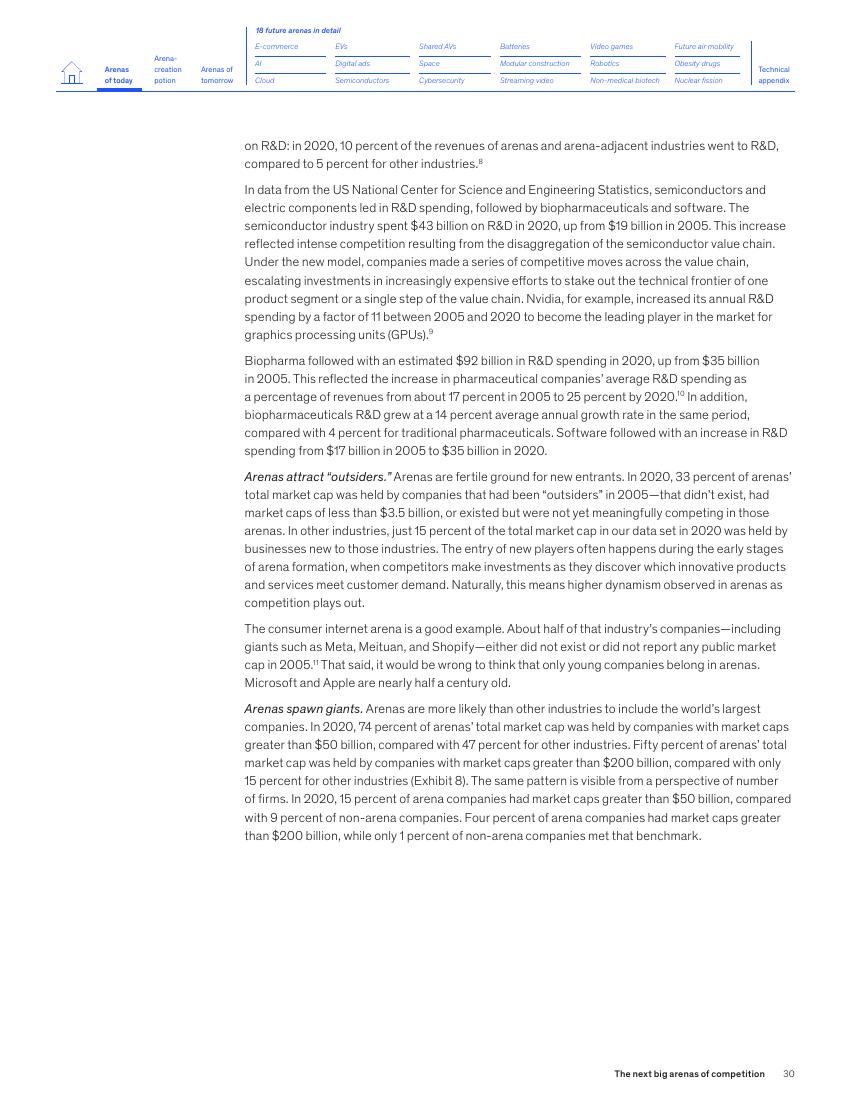 18 future arenas in detail
Arenas of today
Arena-creation potion
Arenas of tomorrow
E-commerce
EVs
Shared AVs
Batteries
Video games
Future air mobility
AI
Digital ads
Space
Modular construction
Robotics
Obesity drugs
Cloud
Semiconductors
Cybersecurity
Streaming video
Non-medical biotech
Nuclear fission
Technical appendix
on R&D: in 2020, 10 percent of the revenues of arenas and arena-adjacent industries went to R&D,
compared to 5 percent for other industries.8
In data from the US National Center for Science and Engineering Statistics, semiconductors and
electric components led in R&D spending, followed by biopharmaceuticals and software. The
semiconductor industry spent $43 billion on R&D in 2020, up from $19 billion in 2005. This increase
reflected intense competition resulting from the disaggregation of the semiconductor value chain.
Under the new model, companies made a series of competitive moves across the value chain,
escalating investments in increasingly expensive efforts to stake out the technical frontier of one
product segment or a single step of the value chain. Nvidia, for example, increased its annual R&D
spending by a factor of 11 between 2005 and 2020 to become the leading player in the market for
graphics processing units (GPUs).9
Biopharma followed with an estimated $92 billion in R&D spending in 2020, up from $35 billion
in 2005. This reflected the increase in pharmaceutical companies' average R&D spending as
a percentage of revenues from about 17 percent in 2005 to 25 percent by 2020.10 In addition,
biopharmaceuticals R&D grew at a 14 percent average annual growth rate in the same period,
compared with 4 percent for traditional pharmaceuticals. Software followed with an increase in R&D
spending from $17 billion in 2005 to $35 billion in 2020.
Arenas attract "outsiders." Arenas are fertile ground for new entrants. In 2020, 33 percent of arenas'
total market cap was held by companies that had been "outsiders" in 2005—that didn't exist, had
market caps of less than $3.5 billion, or existed but were not yet meaningfully competing in those
arenas. In other industries, just 15 percent of the total market cap in our data set in 2020 was held by
businesses new to those industries. The entry of new players often happens during the early stages
of arena formation, when competitors make investments as they discover which innovative products
and services meet customer demand. Naturally, this means higher dynamism observed in arenas as
competition plays out.
The consumer internet arena is a good example. About half of that industry's companies—including
giants such as Meta, Meituan, and Shopify—either did not exist or did not report any public market
cap in 2005.11 That said, it would be wrong to think that only young companies belong in arenas.
Microsoft and Apple are nearly half a century old.
Arenas spawn giants. Arenas are more likely than other industries to include the world's largest
companies. In 2020, 74 percent of arenas' total market cap was held by companies with market caps
greater than $50 billion, compared with 47 percent for other industries. Fifty percent of arenas' total
market cap was held by companies with market caps greater than $200 billion, compared with only
15 percent for other industries (Exhibit 8). The same pattern is visible from a perspective of number
of firms. In 2020, 15 percent of arena companies had market caps greater than $50 billion, compared
with 9 percent of non-arena companies. Four percent of arena companies had market caps greater
than $200 billion, while only 1 percent of non-arena companies met that benchmark.
The next big arenas of competition 30